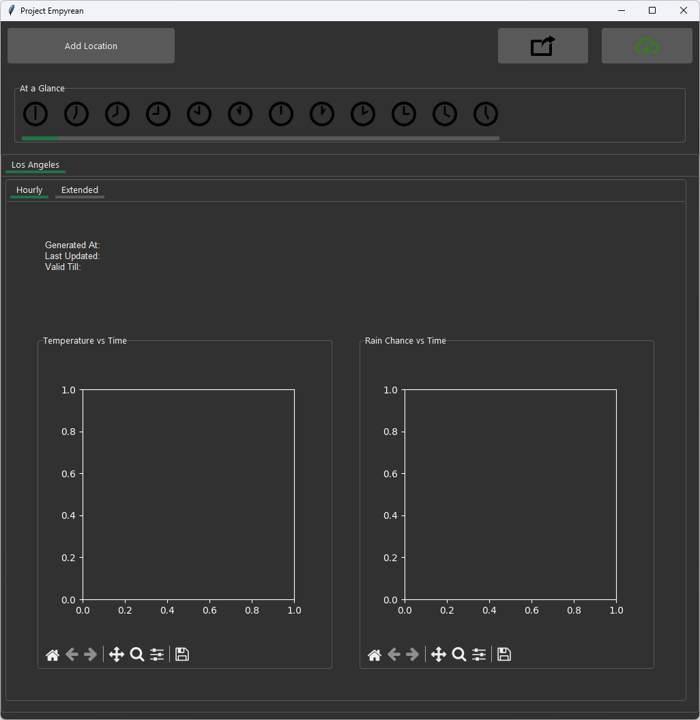 Project Empyrean
Add Location
At a Glance
Los Angeles
Hourly Extended
Generated At:
Last Updated:
Valid Till:
Temperature vs Time
1.0
0.8
0.6
0.4
0.2
0.0
0.0 0.2 0.4 0.6 0.8 1.0
Rain Chance vs Time
1.0
0.8
0.6
0.4
0.2
0.0
0.0 0.2 0.4 0.6 0.8 1.0